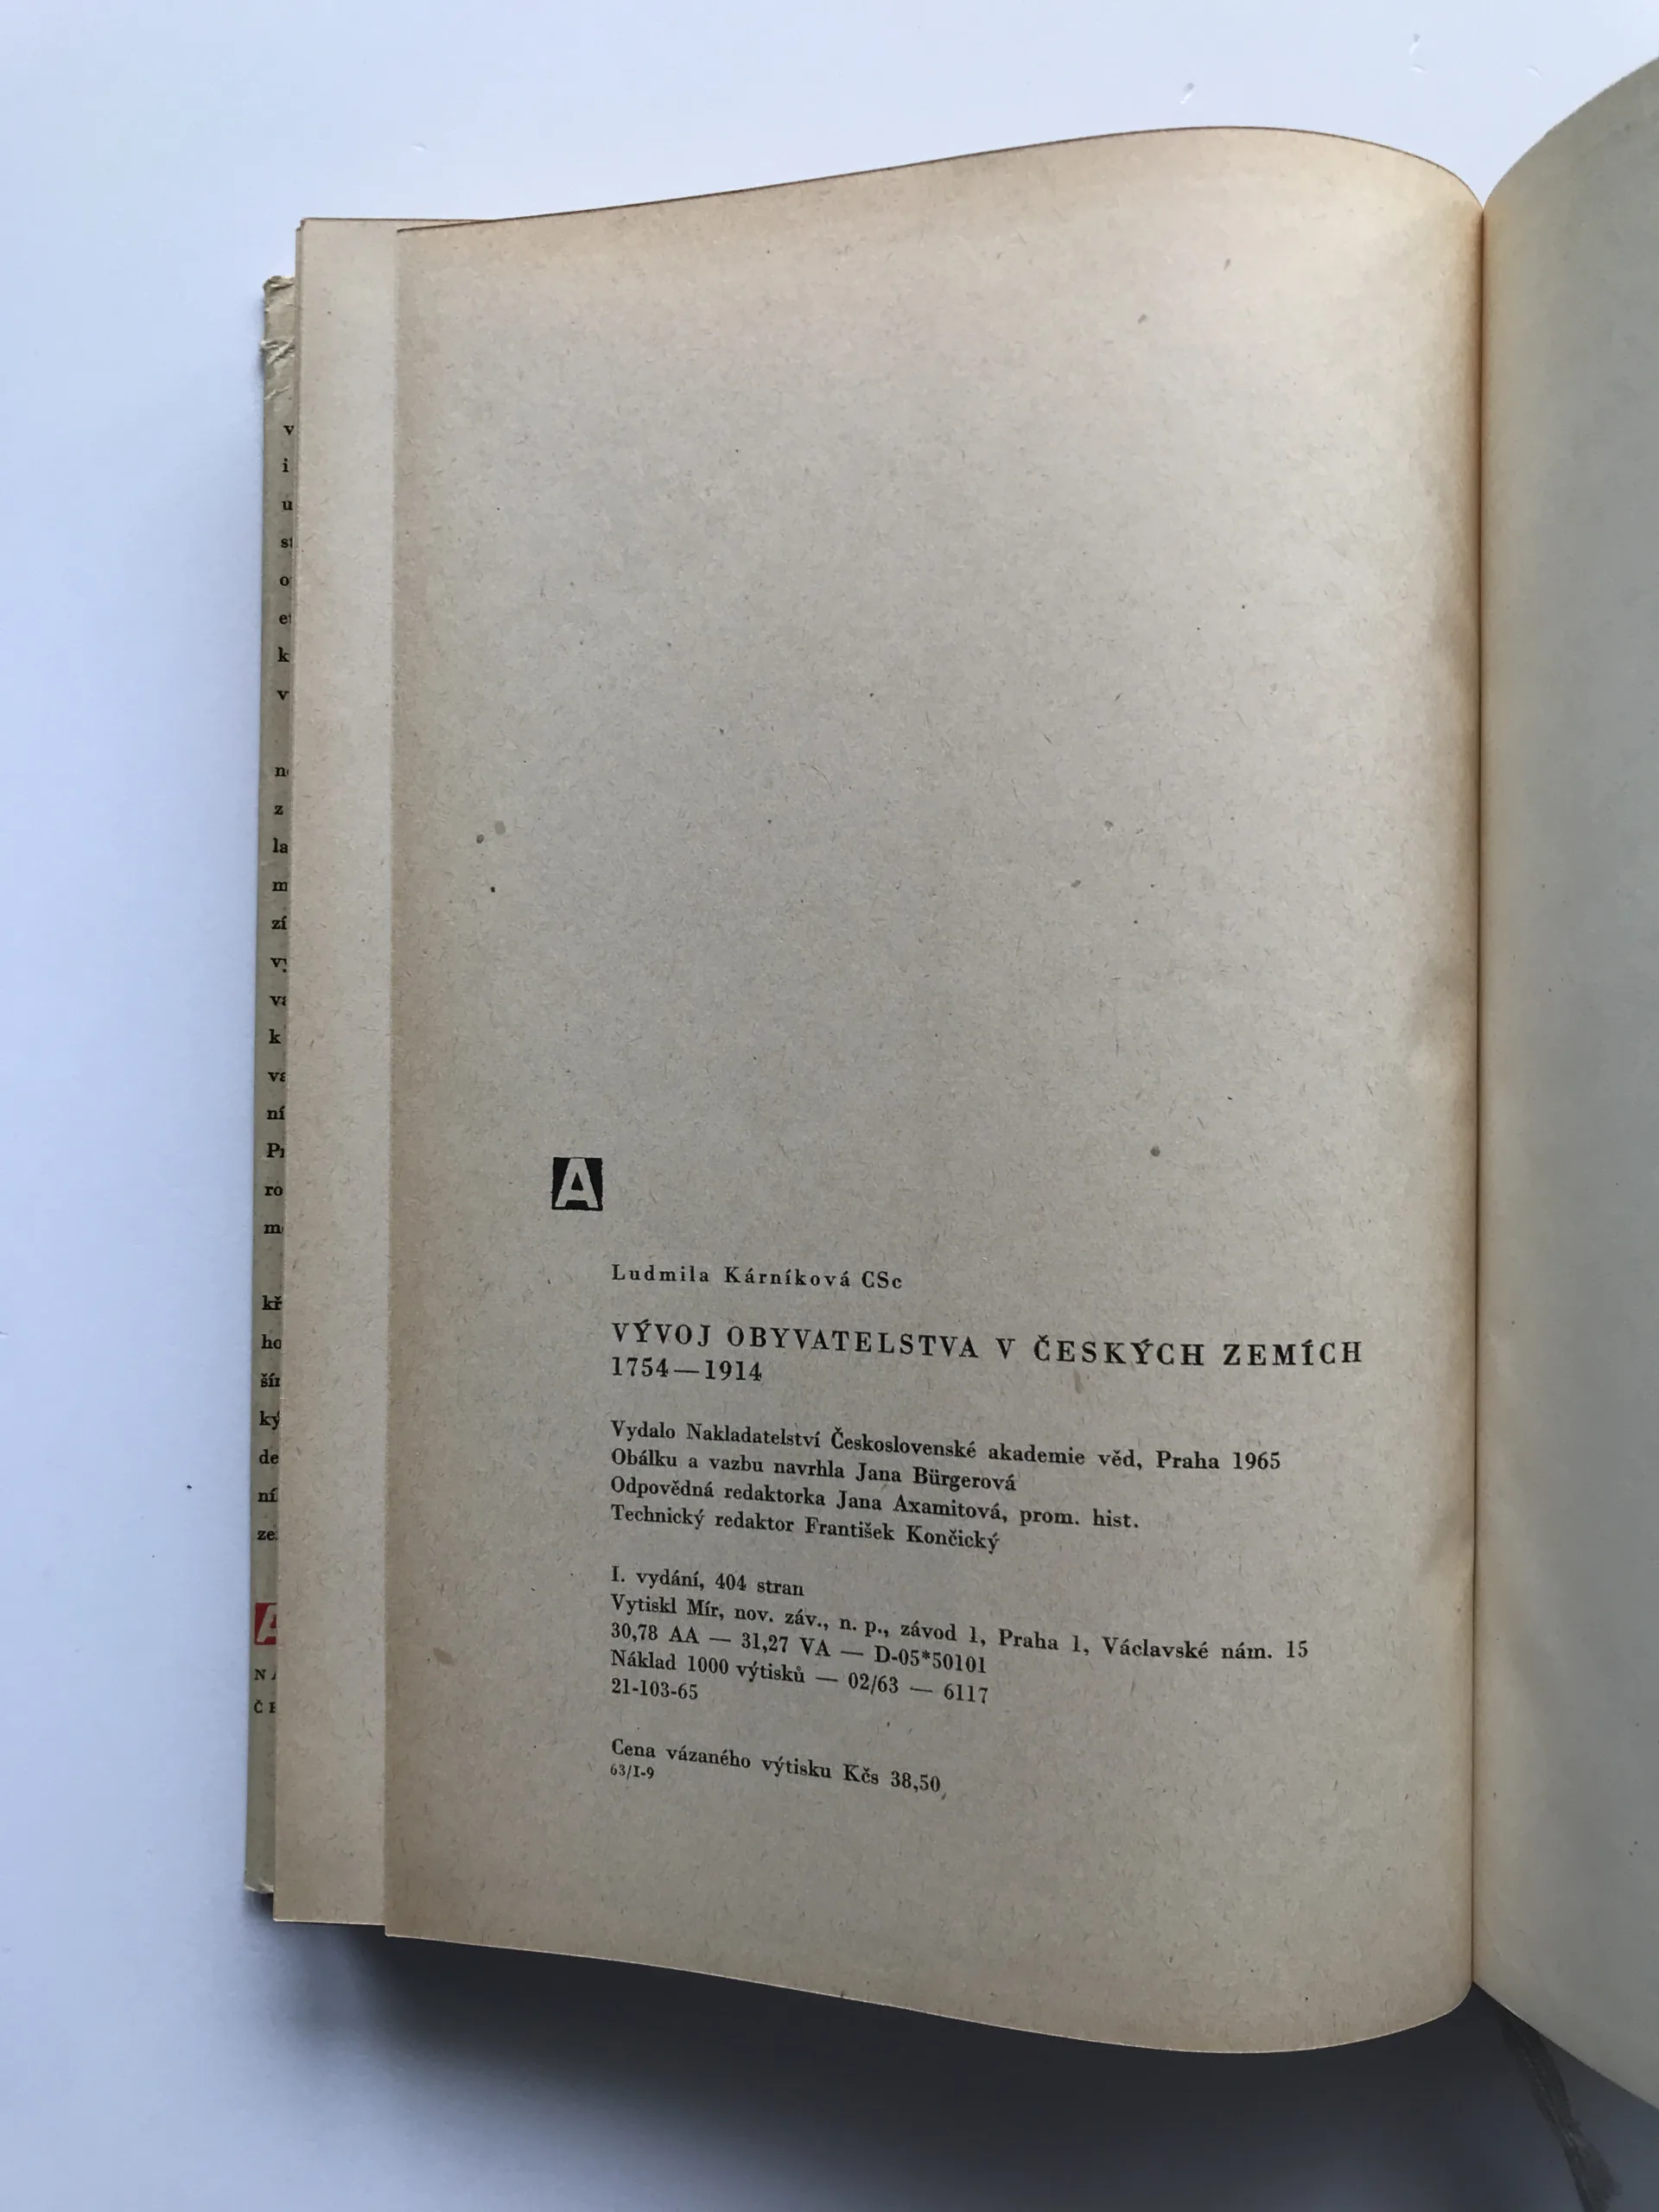 A
Ludmila Kárníková CSc
VÝVOJ OBYVATELSTVA V ČESKÝCH ZEMÍCH
1754—1914
Vydalo Nakladatelství Československé akademie věd, Praha 1965
Obálku a vazbu navrhla Jana Bürgerová
Odpovědná redaktorka Jana Axamitová, prom. hist.
Technický redaktor František Končický
I. vydání, 404 stran
Vytiskl Mír, nov. záv., n. p., závod 1, Praha 1, Václavské nám. 15
30,78 AA — 31,27 VA — D-05*50101
Náklad 1000 výtisků — 02/63 — 6117
21-103-65
Cena vázaného výtisku Kčs 38,50
63/I-9